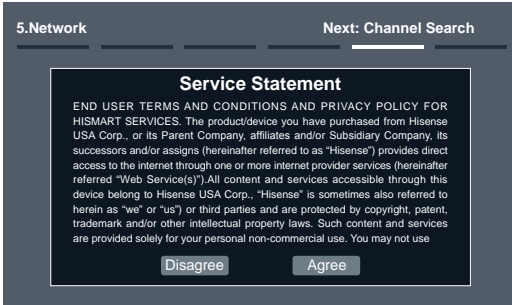 5.Network Next: Channel Search
Service Statement
END USER TERMS AND CONDITIONS AND PRIVACY POLICY FOR
HISMART SERVICES. The product/device you have purchased from Hisense
USA Corp., or its Parent Company, affiliates and/or Subsidiary Company, its
successors and/or assigns (hereinafter referred to as “Hisense”) provides direct
access to the internet through one or more internet provider services (hereinafter
referred “Web Service(s)”).All content and services accessible through this
device belong to Hisense USA Corp., “Hisense” is sometimes also referred to
herein as “we” or “us”) or third parties and are protected by copyright, patent,
trademark and/or other intellectual property laws. Such content and services
are provided solely for your personal non-commercial use. You may not use
Disagree Agree